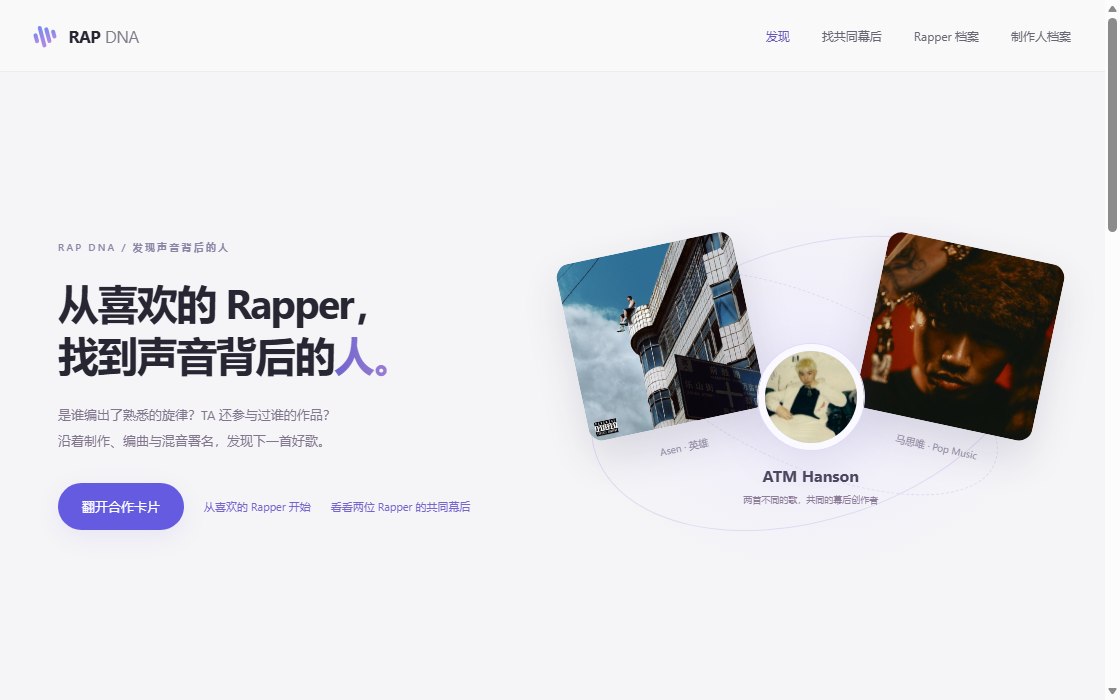 RAP DNA
发现
找共同幕后
Rapper 档案
制作人档案
RAP DNA / 发现声音背后的人
从喜欢的 Rapper，
找到声音背后的人。
是谁编出了熟悉的旋律？TA 还参与过谁的作品？
沿着制作、编曲与混音署名，发现下一首好歌。
翻开合作卡片
从喜欢的 Rapper 开始
看看两位 Rapper 的共同幕后
Asen · 英雄
马思唯 · Pop Music
ATM Hanson
两首不同的歌，共同的幕后创作者